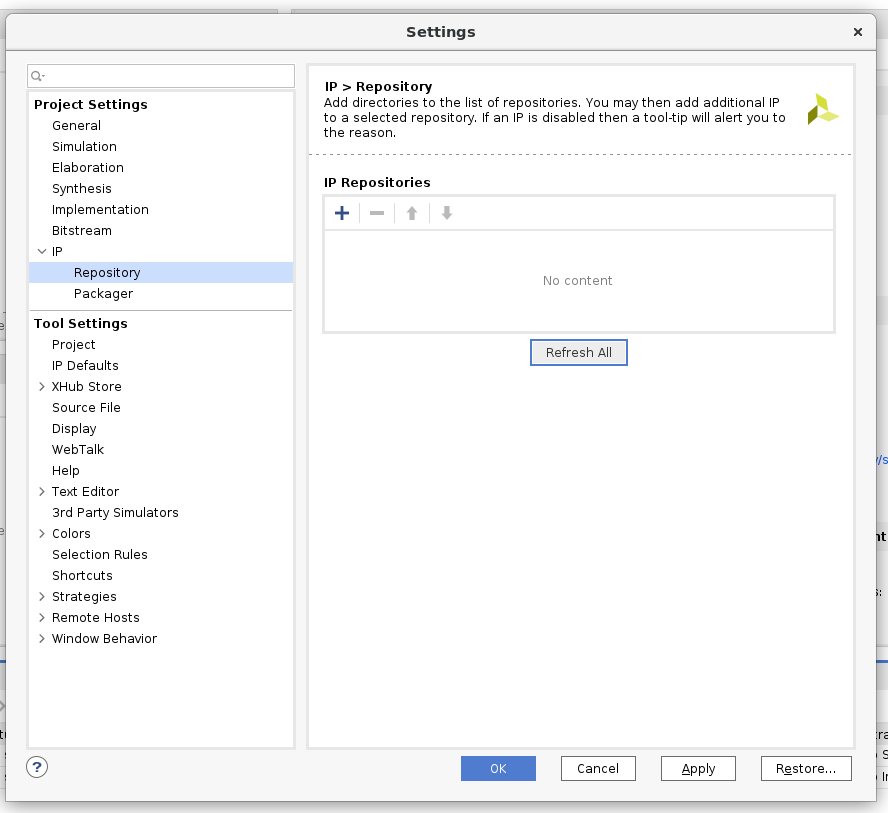 Settings
Project Settings
General
Simulation
Elaboration
Synthesis
Implementation
Bitstream
IP
Repository
Packager
Tool Settings
Project
IP Defaults
XHub Store
Source File
Display
WebTalk
Help
Text Editor
3rd Party Simulators
Colors
Selection Rules
Shortcuts
Strategies
Remote Hosts
Window Behavior
IP > Repository
Add directories to the list of repositories. You may then add additional IP
to a selected repository. If an IP is disabled then a tool-tip will alert you to
the reason.
IP Repositories
No content
Refresh All
?
OK
Cancel
Apply
Restore...